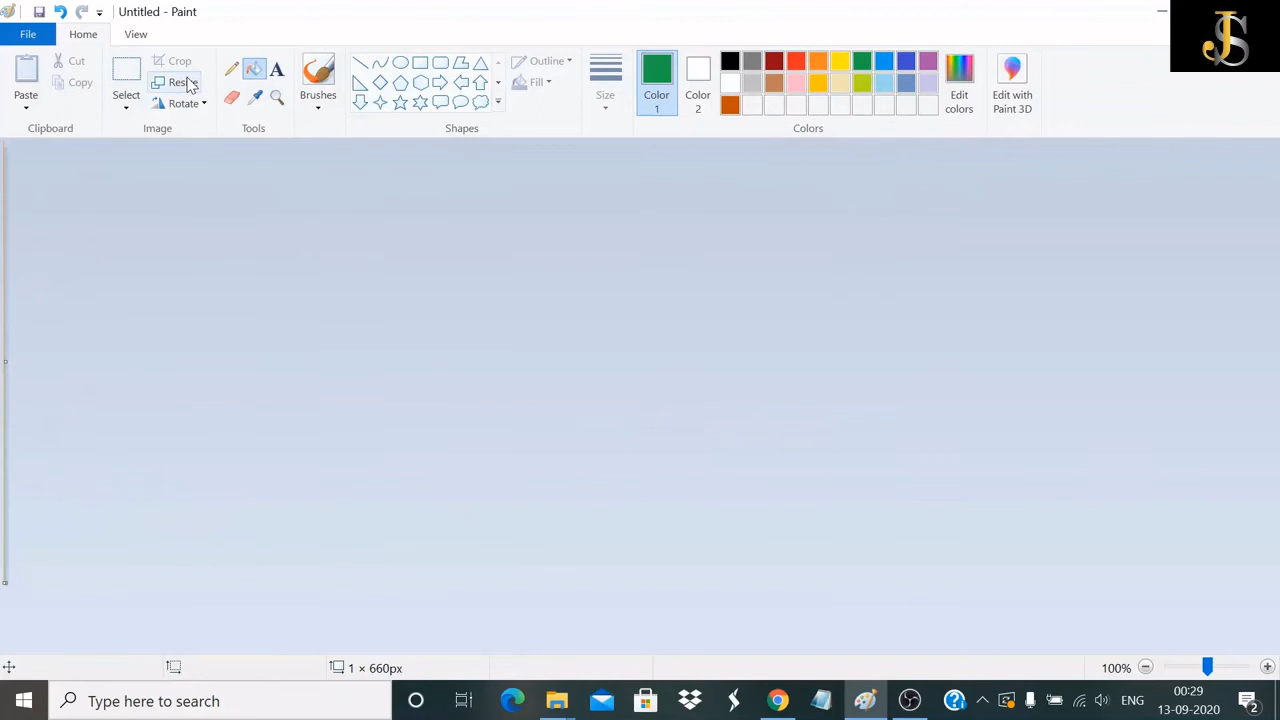 Untitled - Paint
File Home View
Paste
Cut
Copy
Clipboard
Select
Crop
Rotate
Image
Tools
Brushes
Shapes
Outline
Fill
Size
Color 1
Color 2
Colors
Edit colors
Edit with Paint 3D
JS
1 × 660px
100%
Type here to search
ENG
00:29
13-09-2020
2